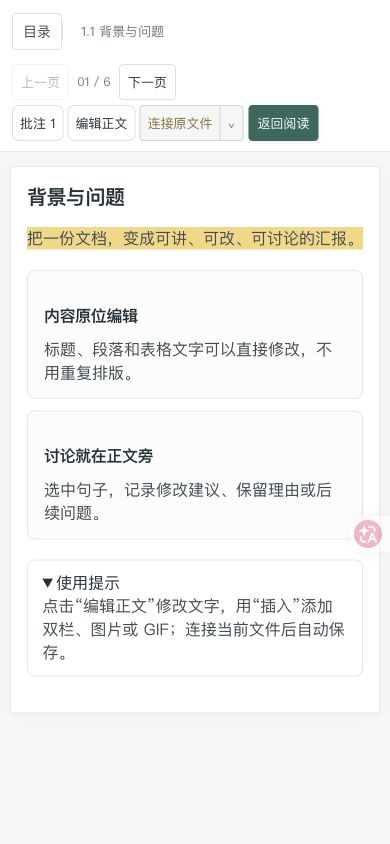 目录
1.1 背景与问题
上一页
01 / 6
下一页
批注 1
编辑正文
连接原文件
返回阅读
背景与问题
把一份文档，变成可讲、可改、可讨论的汇报。
内容原位编辑
标题、段落和表格文字可以直接修改，不
用重复排版。
讨论就在正文旁
选中句子，记录修改建议、保留理由或后
续问题。
▼使用提示
点击“编辑正文”修改文字，用“插入”添加
双栏、图片或 GIF；连接当前文件后自动保
存。